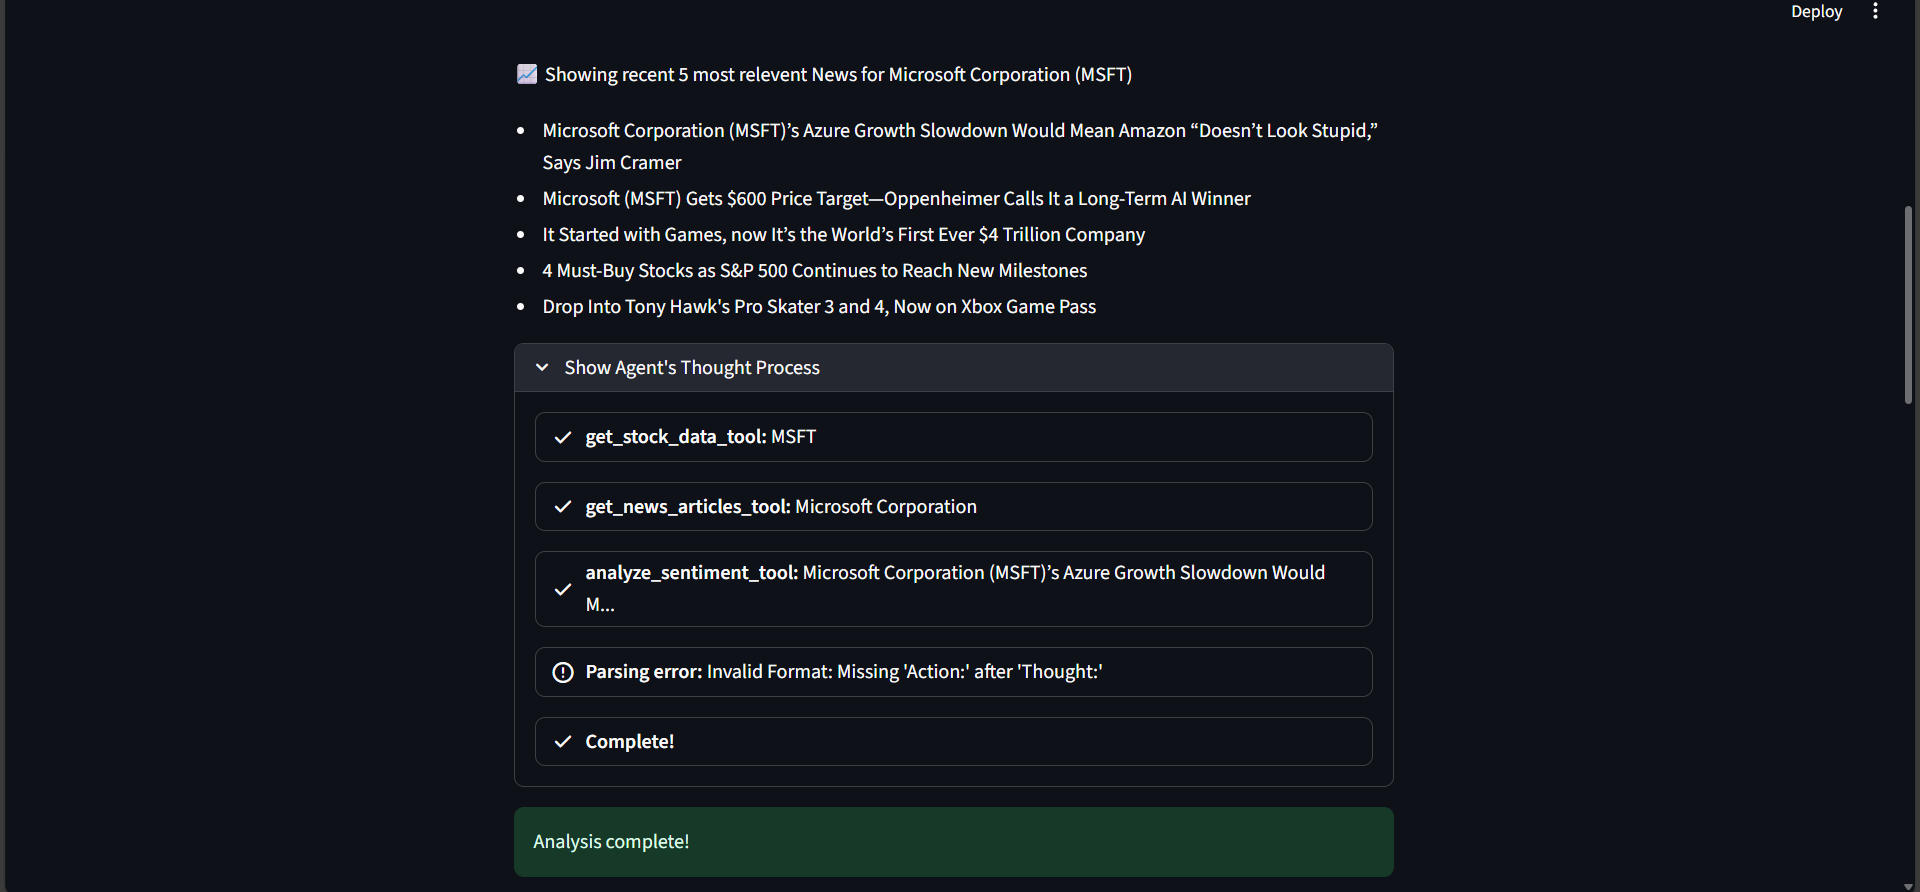 Deploy
Showing recent 5 most relevent News for Microsoft Corporation (MSFT)
Microsoft Corporation (MSFT)’s Azure Growth Slowdown Would Mean Amazon “Doesn’t Look Stupid,”
Says Jim Cramer
Microsoft (MSFT) Gets $600 Price Target—Oppenheimer Calls It a Long-Term AI Winner
It Started with Games, now It’s the World’s First Ever $4 Trillion Company
4 Must-Buy Stocks as S&P 500 Continues to Reach New Milestones
Drop Into Tony Hawk's Pro Skater 3 and 4, Now on Xbox Game Pass
Show Agent's Thought Process
get_stock_data_tool: MSFT
get_news_articles_tool: Microsoft Corporation
analyze_sentiment_tool: Microsoft Corporation (MSFT)’s Azure Growth Slowdown Would
M...
Parsing error: Invalid Format: Missing 'Action:' after 'Thought:'
Complete!
Analysis complete!